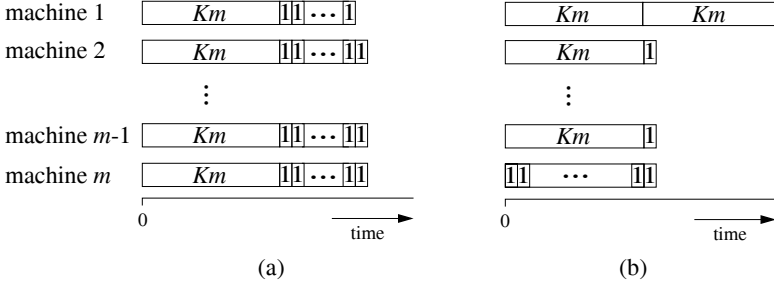 machine 1 Km 1 1 ... 1 Km Km
machine 2 Km 1 1 ... 1 1 Km 1
⋮ ⋮
machine m-1 Km 1 1 ... 1 1 Km 1
machine m Km 1 1 ... 1 1 1 1 ... 1 1
0 time 0 time
(a) (b)